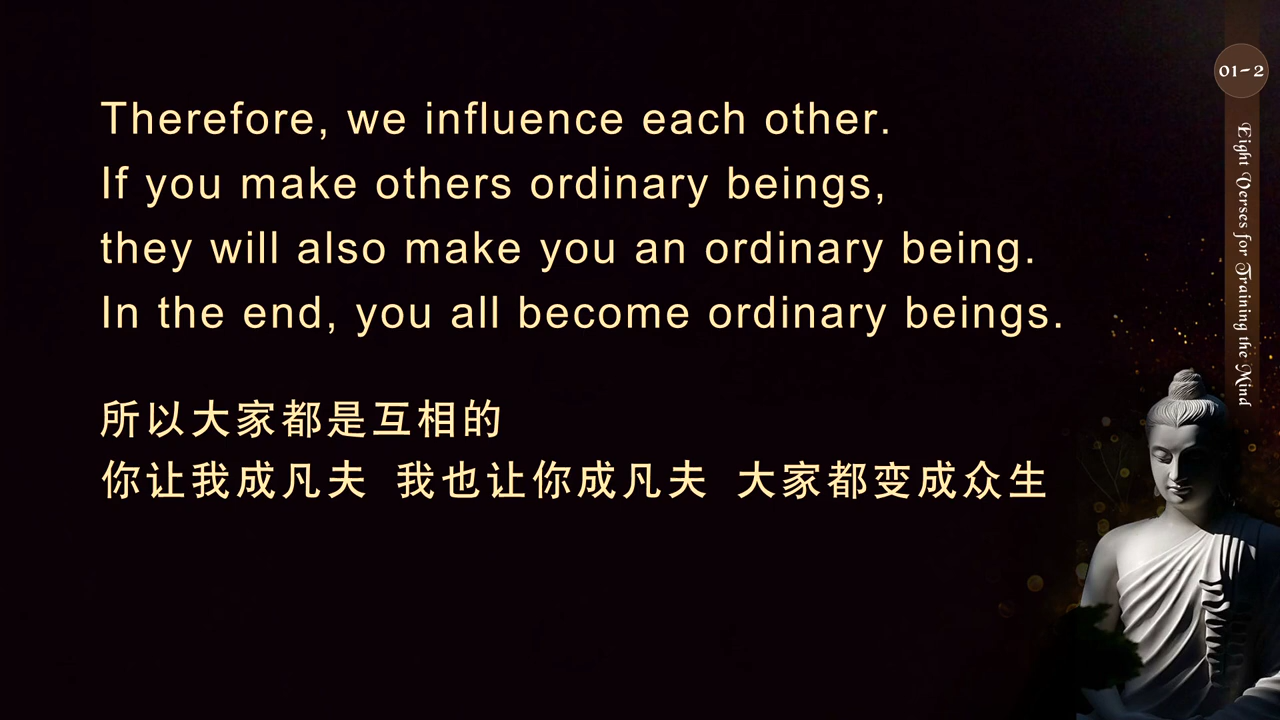 Therefore, we influence each other.
If you make others ordinary beings,
they will also make you an ordinary being.
In the end, you all become ordinary beings.
所以大家都是互相的
你让我成凡夫 我也让你成凡夫 大家都变成众生
01-2
Eight Verses for Training the Mind